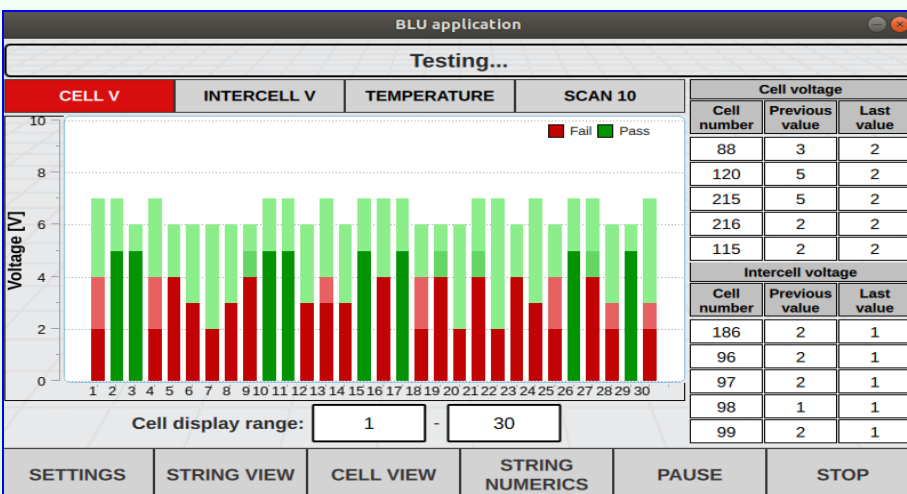 BLU application
Testing...
CELL V INTERCELL V TEMPERATURE SCAN 10
Fail Pass
Voltage [V]
10
8
6
4
2
0
1 2 3 4 5 6 7 8 9 10 11 12 13 14 15 16 17 18 19 20 21 22 23 24 25 26 27 28 29 30
Cell display range: 1 - 30
Cell voltage
Cell number Previous value Last value
88 3 2
120 5 2
215 5 2
216 2 2
115 2 2
Intercell voltage
Cell number Previous value Last value
186 2 1
96 2 1
97 2 1
98 1 1
99 2 1
SETTINGS STRING VIEW CELL VIEW STRING NUMERICS PAUSE STOP